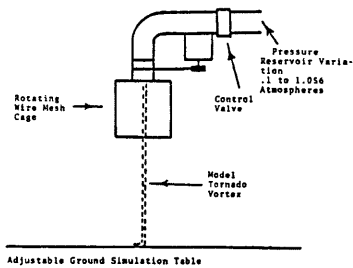 Pressure
Reservoir Varia-
tion
.1 to 1.056
Atmospheres
Control
Valve
Rotating
Wire Mesh
Cage
Model
Tornado
Vortex
Adjustable Ground Simulation Table